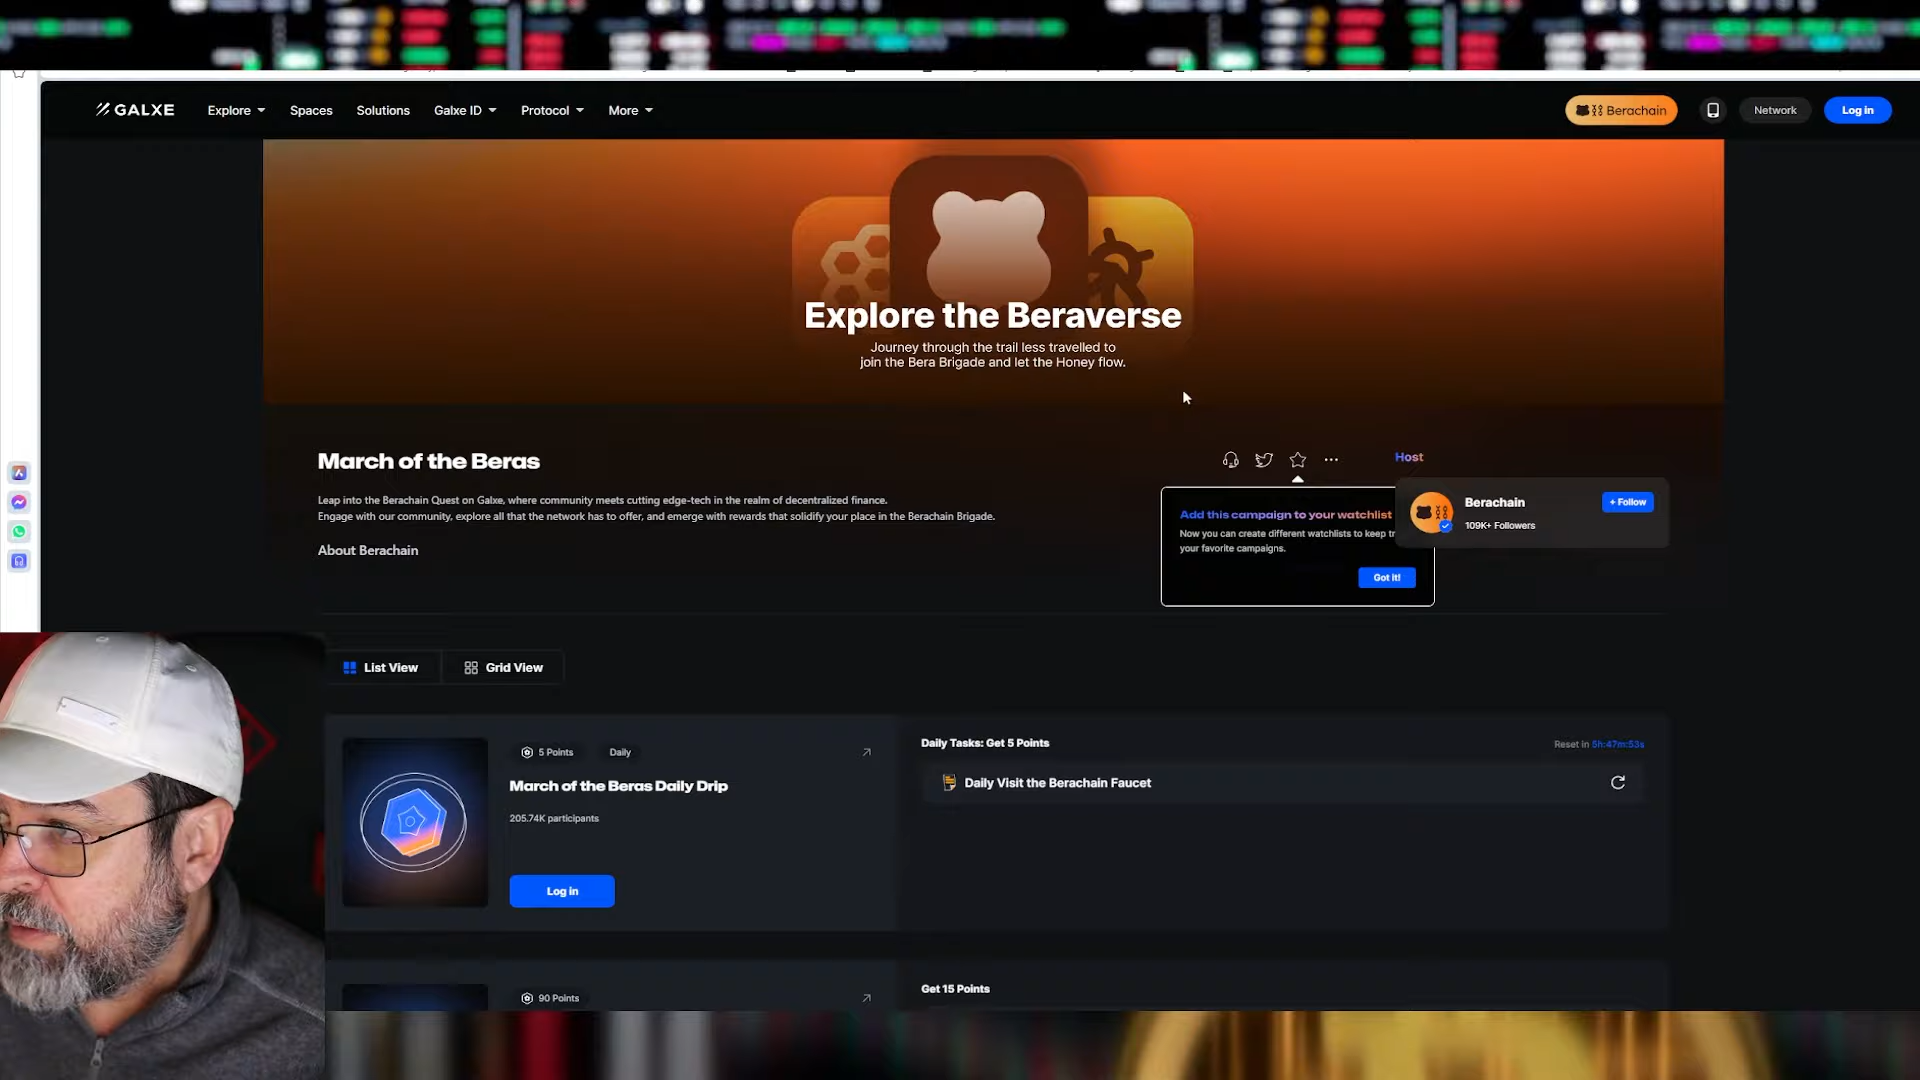 GALXE
Explore
Spaces
Solutions
Galxe ID
Protocol
More
Berachain
Network
Log in
Explore the Beraverse
Journey through the trail less travelled to
join the Bera Brigade and let the Honey flow.
March of the Beras
Host
Leap into the Berachain Quest on Galxe, where community meets cutting edge-tech in the realm of decentralized finance.
Engage with our community, explore all that the network has to offer, and emerge with rewards that solidify your place in the Berachain Brigade.
About Berachain
Add this campaign to your watchlist
Now you can create different watchlists to keep tr
your favorite campaigns.
Got it!
Berachain
109K+ Followers
+ Follow
List View
Grid View
5 Points
Daily
March of the Beras Daily Drip
205.74K participants
Log in
Daily Tasks: Get 5 Points
Reset in 5h:47m:53s
Daily Visit the Berachain Faucet
90 Points
Get 15 Points